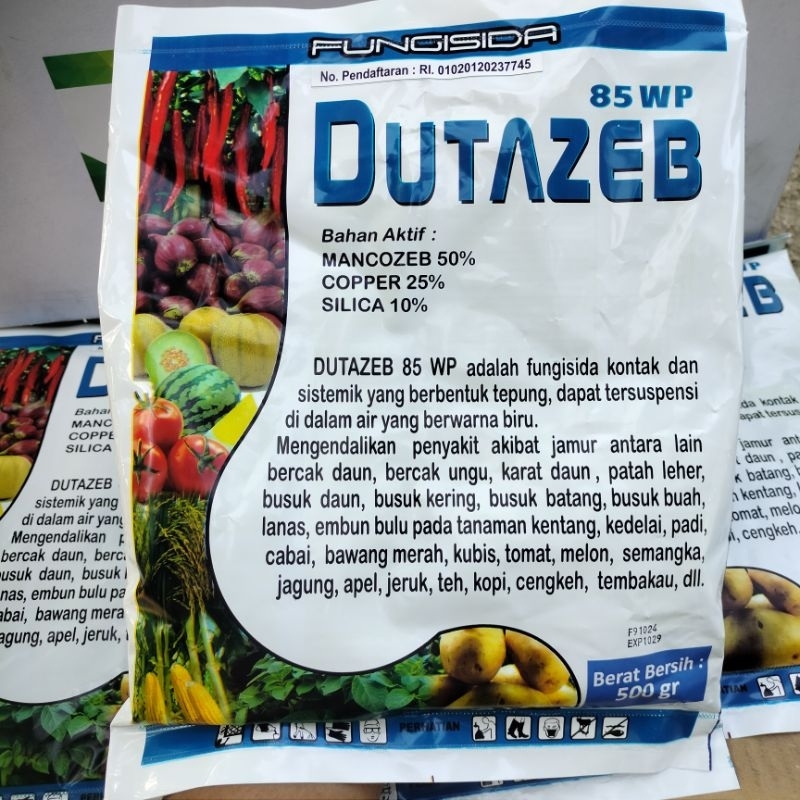 FUNGISIDA
No. Pendaftaran : RI. 01020120237745
85 WP
DUTAZEB
Bahan Aktif :
MANCOZEB 50%
COPPER 25%
SILICA 10%
DUTAZEB 85 WP adalah fungisida kontak dan
sistemik yang berbentuk tepung, dapat tersuspensi
di dalam air yang berwarna biru.
Mengendalikan penyakit akibat jamur antara lain
bercak daun, bercak ungu, karat daun , patah leher,
busuk daun, busuk kering, busuk batang, busuk buah,
lanas, embun bulu pada tanaman kentang, kedelai, padi,
cabai, bawang merah, kubis, tomat, melon, semangka,
jagung, apel, jeruk, teh, kopi, cengkeh, tembakau, dll.
F91024
EXP1029
Berat Bersih :
500 gr
PERHATIAN